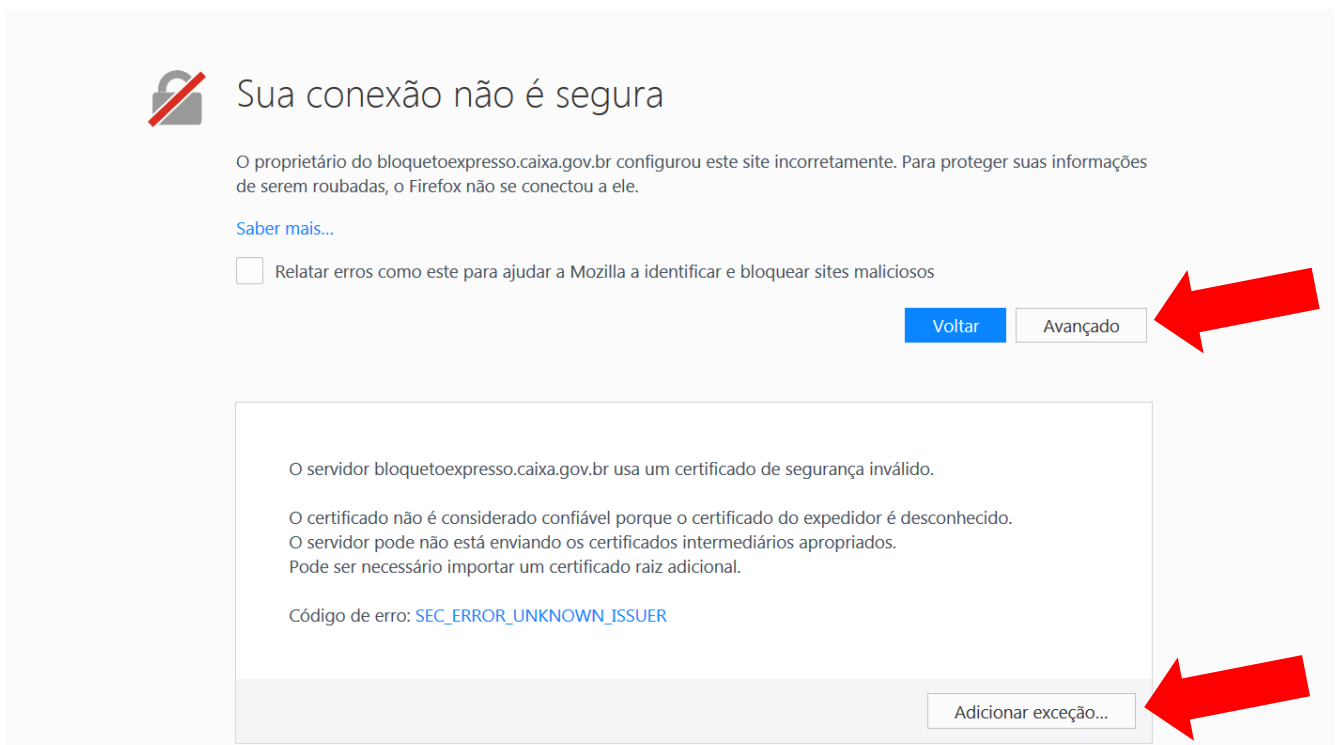 Sua conexão não é segura
O proprietário do bloquetoexpresso.caixa.gov.br configurou este site incorretamente. Para proteger suas informações
de serem roubadas, o Firefox não se conectou a ele.
Saber mais...
Relatar erros como este para ajudar a Mozilla a identificar e bloquear sites maliciosos
Voltar Avançado
O servidor bloquetoexpresso.caixa.gov.br usa um certificado de segurança inválido.
O certificado não é considerado confiável porque o certificado do expedidor é desconhecido.
O servidor pode não está enviando os certificados intermediários apropriados.
Pode ser necessário importar um certificado raiz adicional.
Código de erro: SEC_ERROR_UNKNOWN_ISSUER
Adicionar exceção...